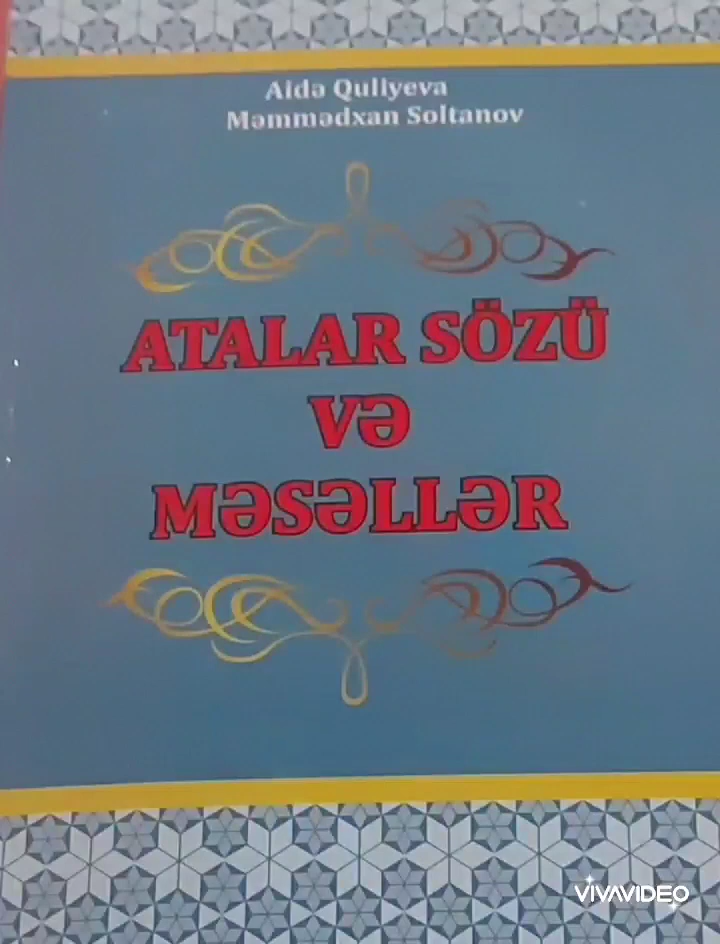 Aidə Quliyeva
Məmmədxan Soltanov
ATALAR SÖZÜ
VƏ
MƏSƏLLƏR
VIVAVIDEO